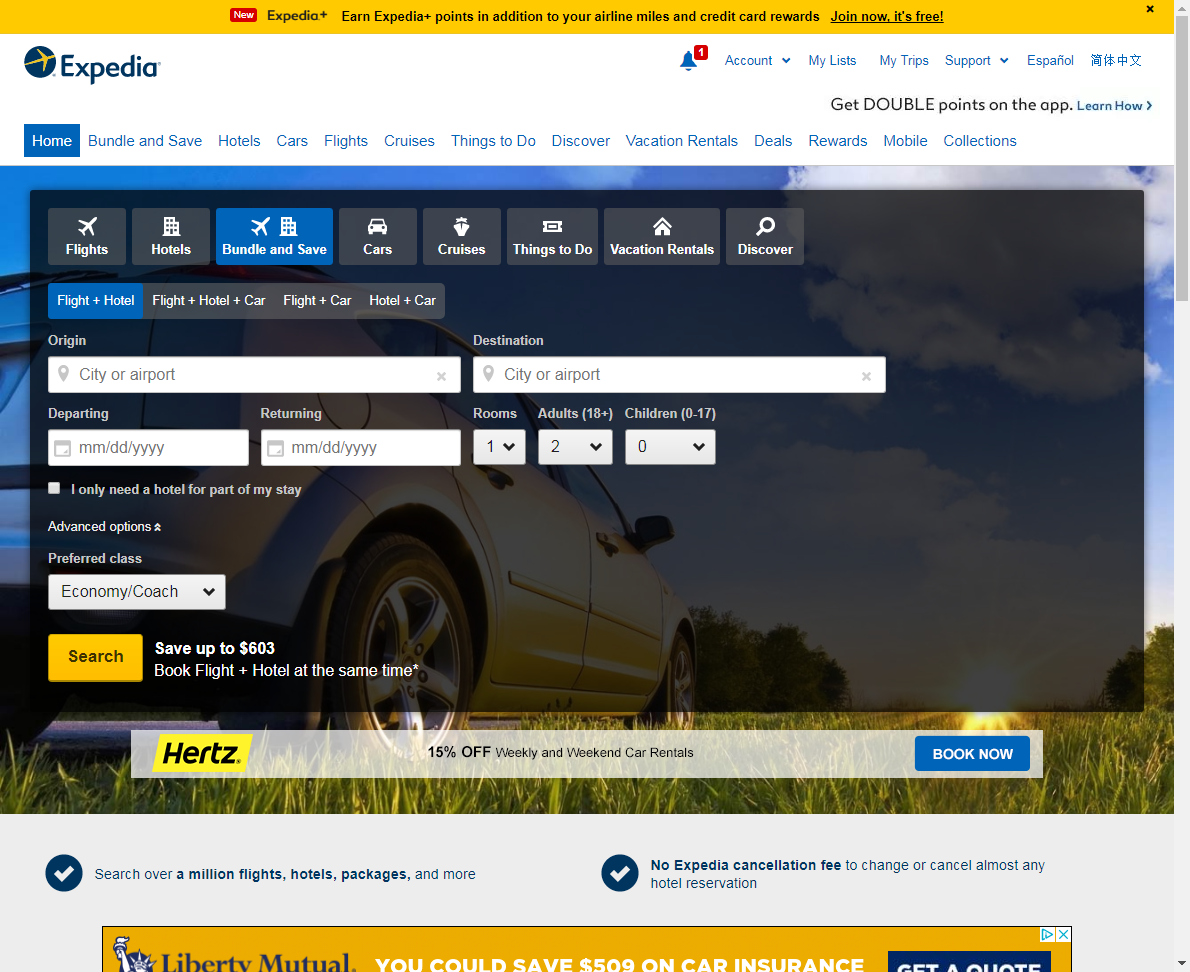 New Expedia+ Earn Expedia+ points in addition to your airline miles and credit card rewards Join now, it's free!
Expedia
1 Account My Lists My Trips Support Español 简体中文
Get DOUBLE points on the app. Learn How
Home Bundle and Save Hotels Cars Flights Cruises Things to Do Discover Vacation Rentals Deals Rewards Mobile Collections
Flights Hotels Bundle and Save Cars Cruises Things to Do Vacation Rentals Discover
Flight + Hotel Flight + Hotel + Car Flight + Car Hotel + Car
Origin Destination
City or airport City or airport
Departing Returning Rooms Adults (18+) Children (0-17)
mm/dd/yyyy mm/dd/yyyy 1 2 0
I only need a hotel for part of my stay
Advanced options
Preferred class
Economy/Coach
Search Save up to $603
Book Flight + Hotel at the same time*
Hertz. 15% OFF Weekly and Weekend Car Rentals BOOK NOW
Search over a million flights, hotels, packages, and more
No Expedia cancellation fee to change or cancel almost any
hotel reservation
Liberty Mutual. YOU COULD SAVE $509 ON CAR INSURANCE GET A QUOTE